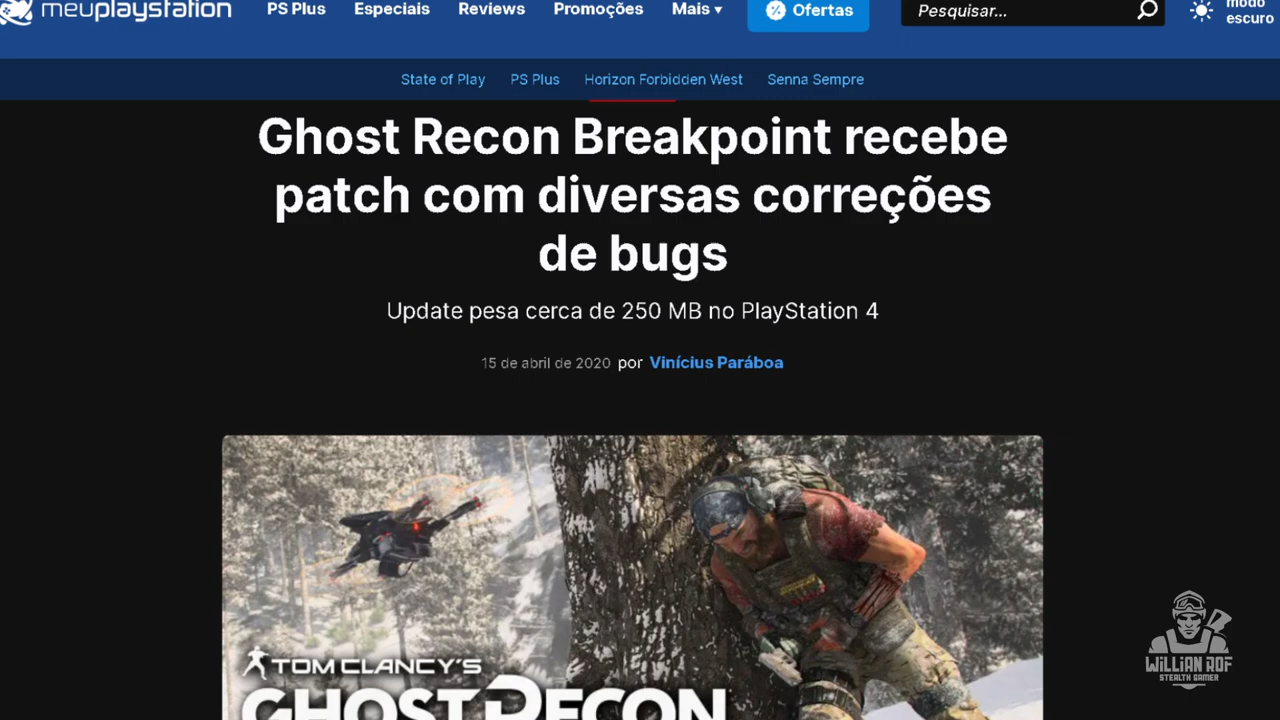 meuplaystation PS Plus Especiais Reviews Promoções Mais Ofertas Pesquisar... modo
escuro
State of Play PS Plus Horizon Forbidden West Senna Sempre
Ghost Recon Breakpoint recebe
patch com diversas correções
de bugs
Update pesa cerca de 250 MB no PlayStation 4
15 de abril de 2020 por Vinícius Paráboa
TOM CLANCY'S
GHOST RECON
WILLIAN ROF
STEALTH GAMER